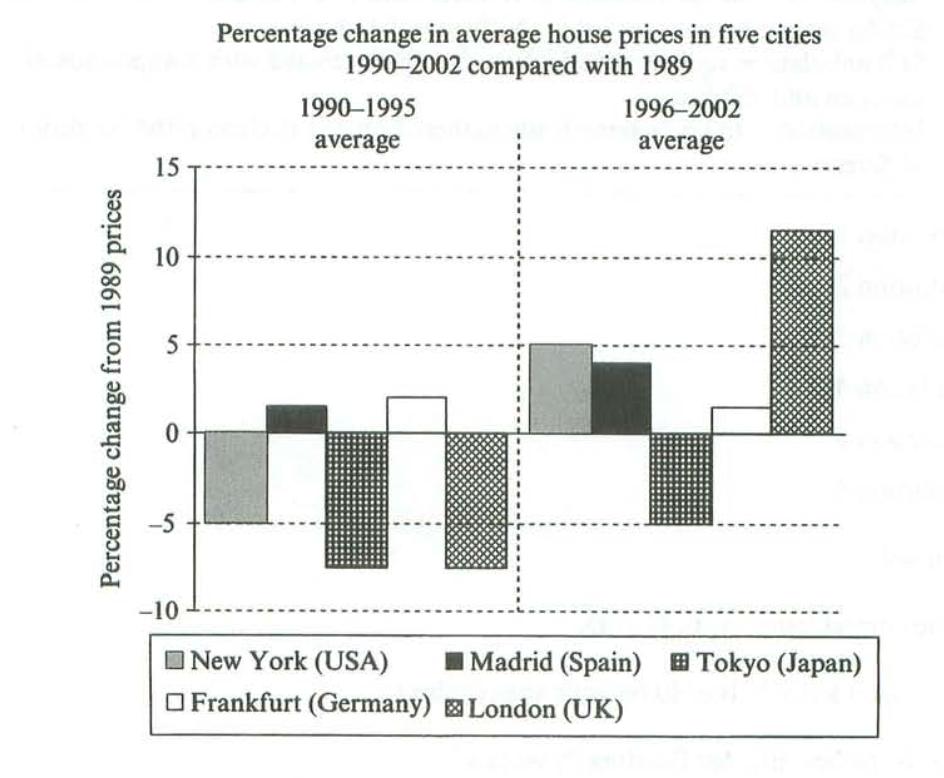 Percentage change in average house prices in five cities
1990–2002 compared with 1989
1990–1995
average
1996–2002
average
Percentage change from 1989 prices
15
10
5
0
–5
–10
New York (USA)
Madrid (Spain)
Tokyo (Japan)
Frankfurt (Germany)
London (UK)